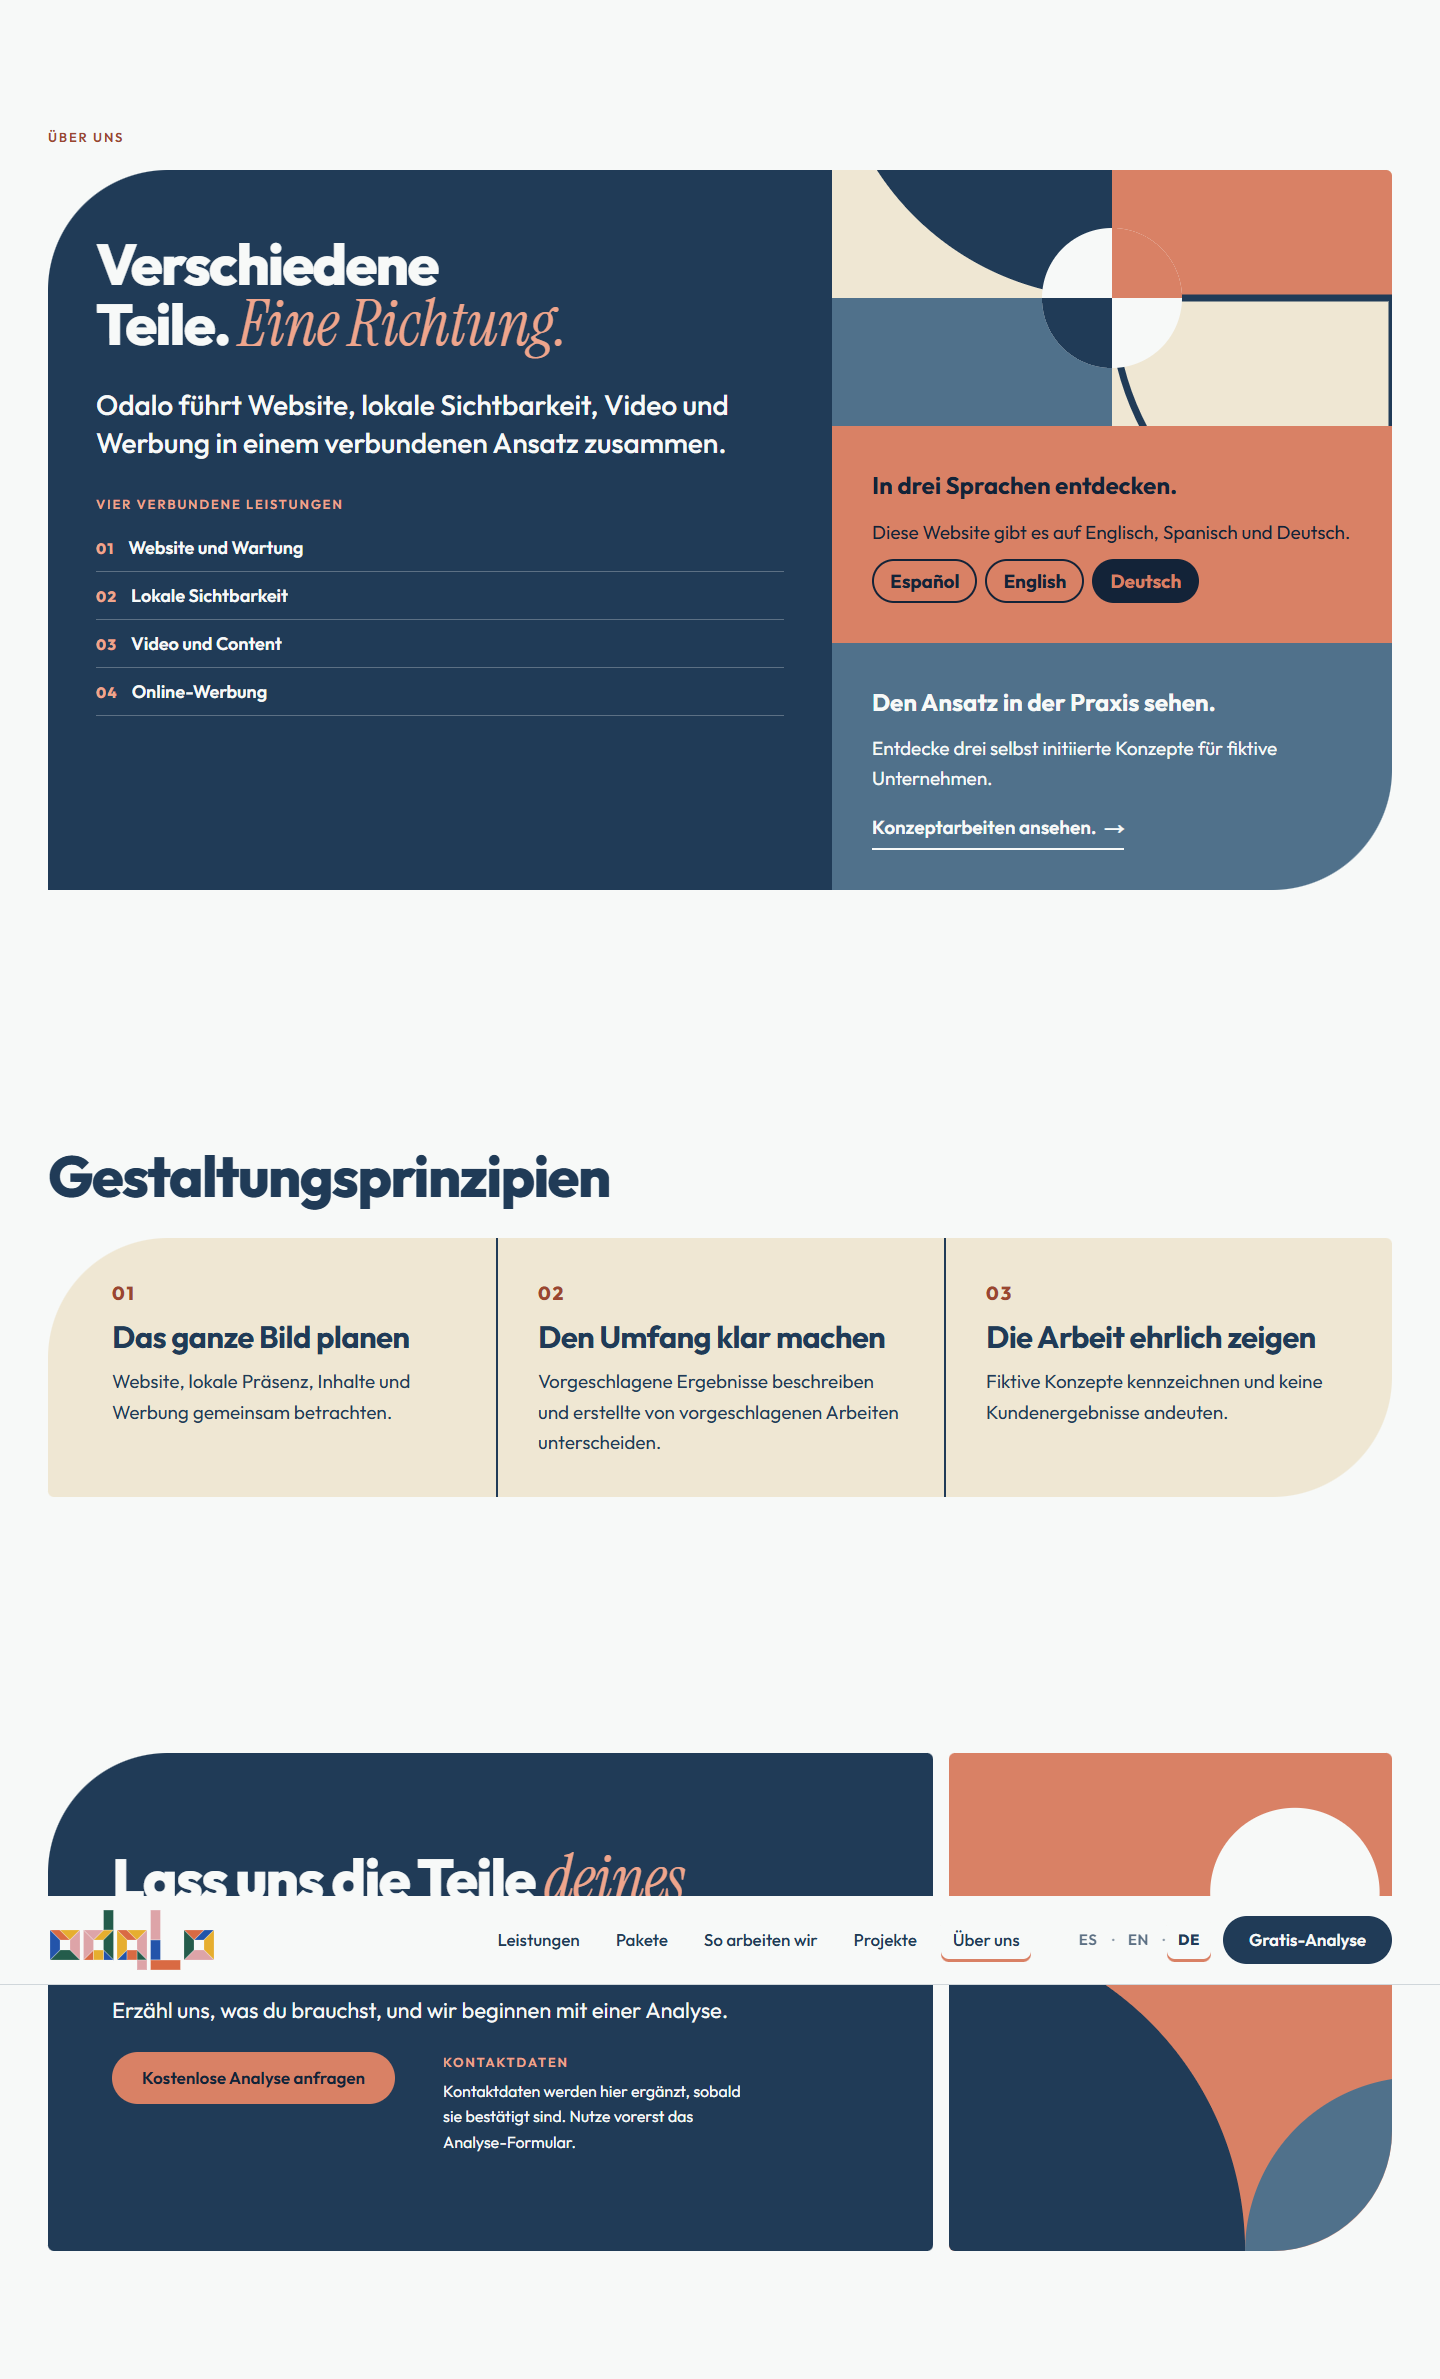 ÜBER UNS
Verschiedene
Teile. Eine Richtung.
Odalo führt Website, lokale Sichtbarkeit, Video und
Werbung in einem verbundenen Ansatz zusammen.
VIER VERBUNDENE LEISTUNGEN
01 Website und Wartung
02 Lokale Sichtbarkeit
03 Video und Content
04 Online-Werbung
In drei Sprachen entdecken.
Diese Website gibt es auf Englisch, Spanisch und Deutsch.
Español English Deutsch
Den Ansatz in der Praxis sehen.
Entdecke drei selbst initiierte Konzepte für fiktive
Unternehmen.
Konzeptarbeiten ansehen. →
Gestaltungsprinzipien
01
Das ganze Bild planen
Website, lokale Präsenz, Inhalte und
Werbung gemeinsam betrachten.
02
Den Umfang klar machen
Vorgeschlagene Ergebnisse beschreiben
und erstellte von vorgeschlagenen Arbeiten
unterscheiden.
03
Die Arbeit ehrlich zeigen
Fiktive Konzepte kennzeichnen und keine
Kundenergebnisse andeuten.
Lass uns die Teile deines
odalo
Leistungen Pakete So arbeiten wir Projekte Über uns ES · EN · DE Gratis-Analyse
Erzähl uns, was du brauchst, und wir beginnen mit einer Analyse.
Kostenlose Analyse anfragen
KONTAKTDATEN
Kontaktdaten werden hier ergänzt, sobald
sie bestätigt sind. Nutze vorerst das
Analyse-Formular.